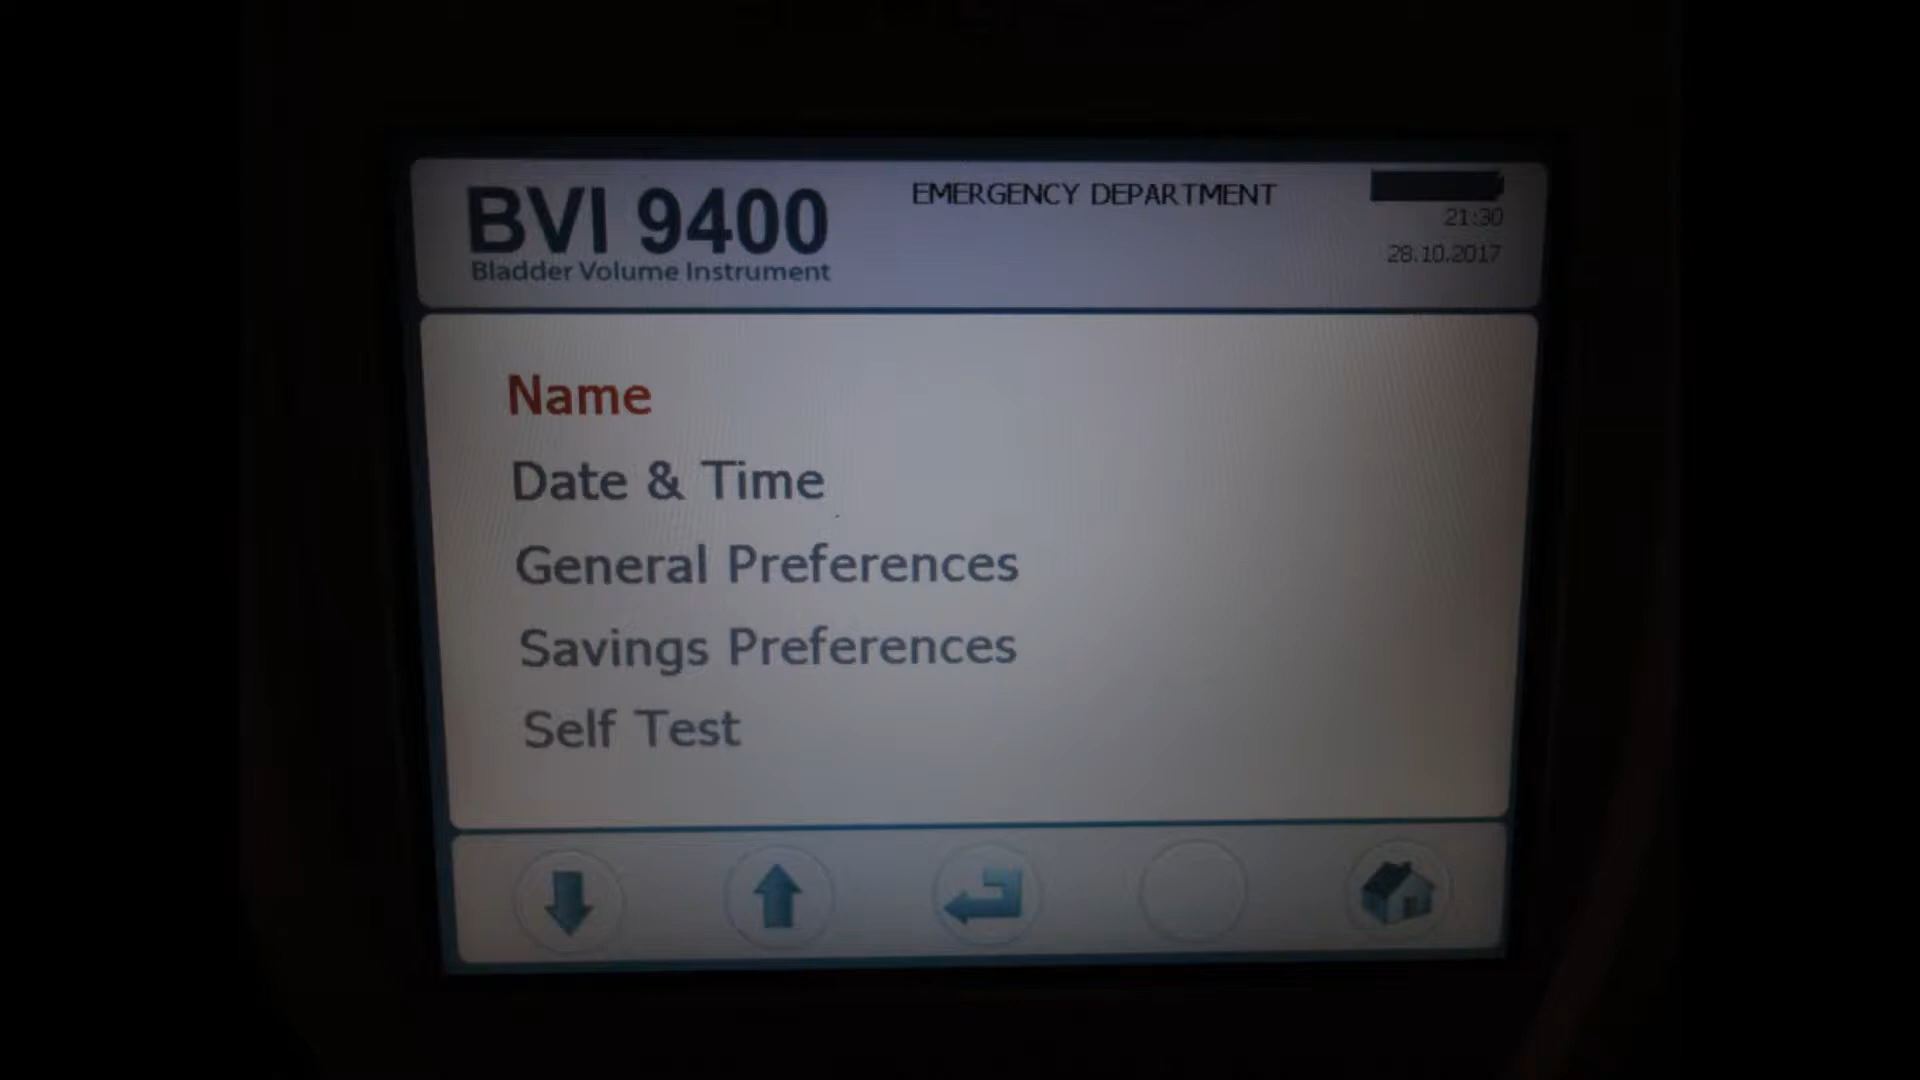 BVI 9400
Bladder Volume Instrument
EMERGENCY DEPARTMENT
21:30
28.10.2017
Name
Date & Time
General Preferences
Savings Preferences
Self Test